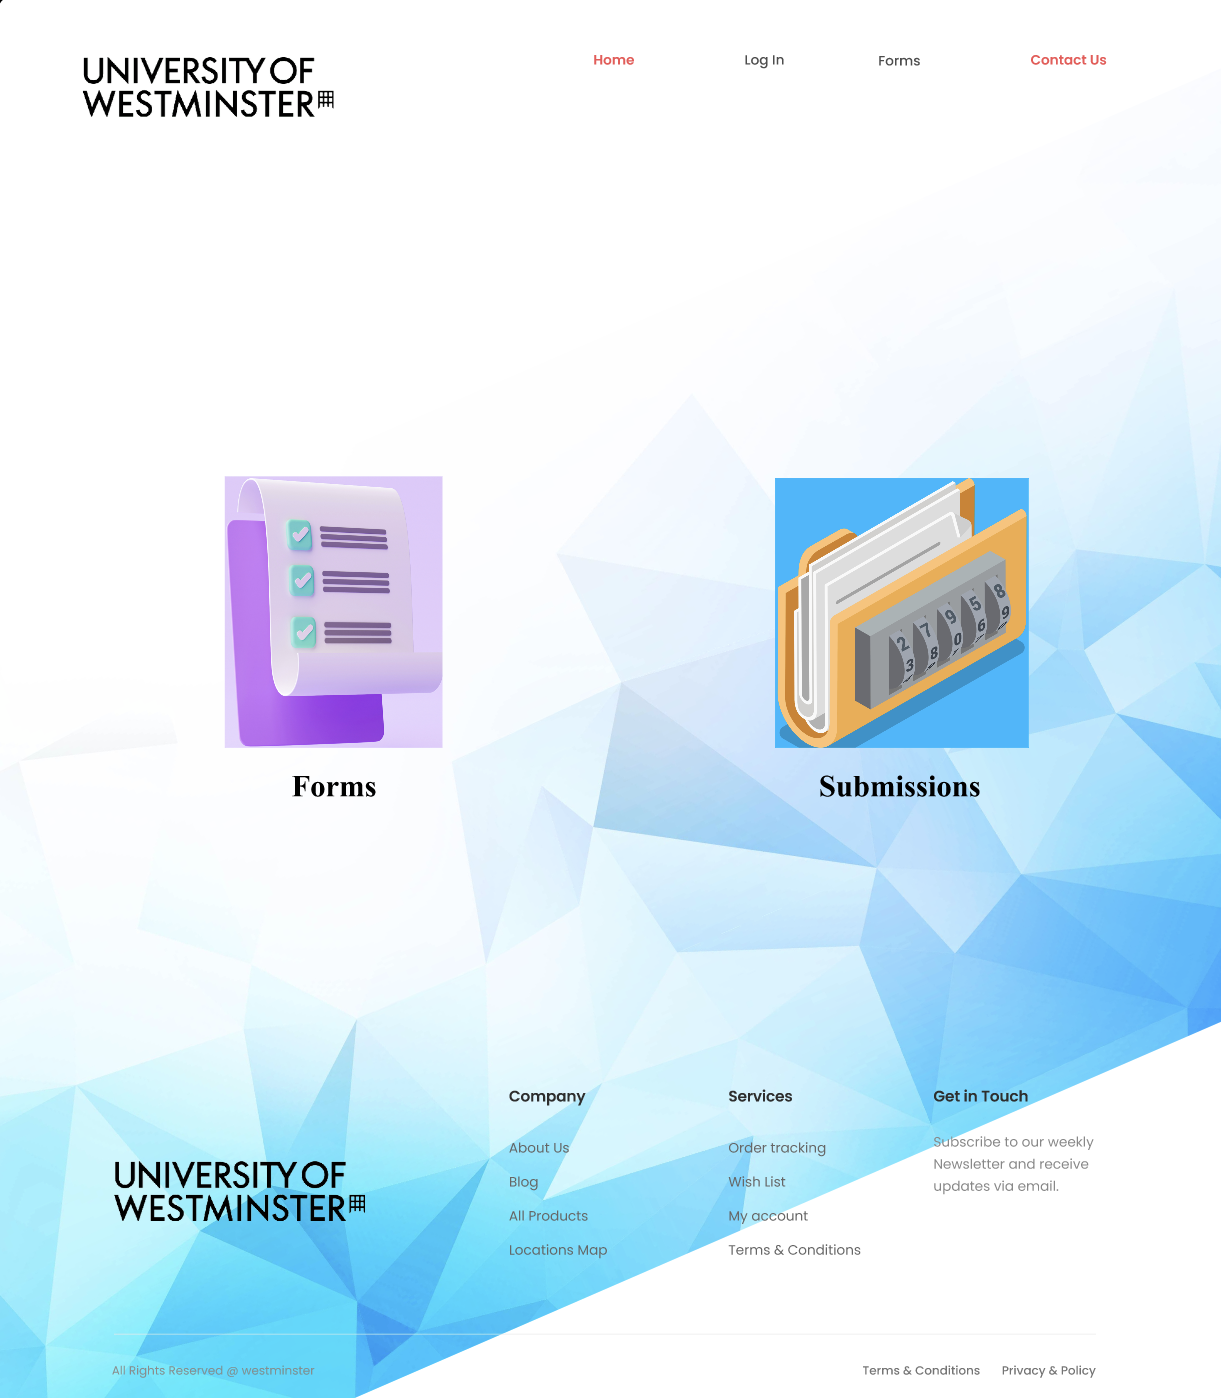 UNIVERSITY OF
WESTMINSTER
Home
Log In
Forms
Contact Us
2 7 9 5 8
3 8 0 6 9
Forms
Submissions
UNIVERSITY OF
WESTMINSTER
Company
About Us
Blog
All Products
Locations Map
Services
Order tracking
Wish List
My account
Terms & Conditions
Get in Touch
Subscribe to our weekly
Newsletter and receive
updates via email.
All Rights Reserved @ westminster
Terms & Conditions
Privacy & Policy